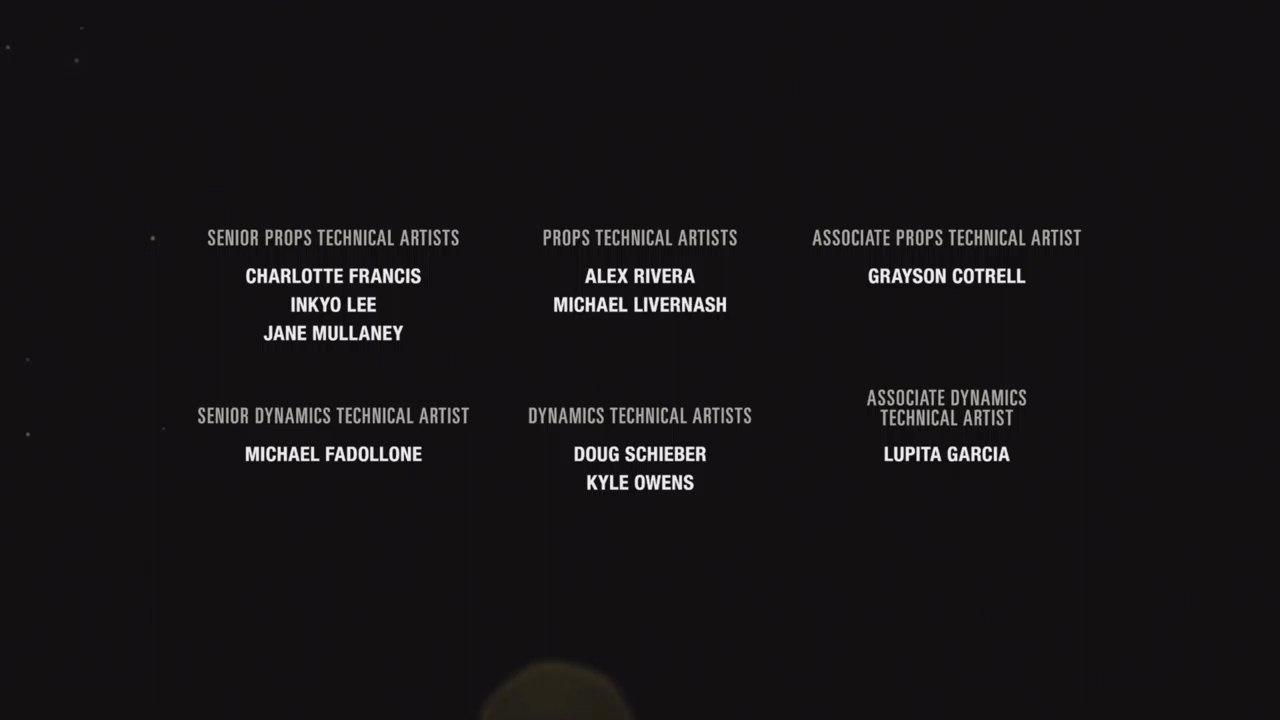 SENIOR PROPS TECHNICAL ARTISTS
CHARLOTTE FRANCIS
INKYO LEE
JANE MULLANEY
PROPS TECHNICAL ARTISTS
ALEX RIVERA
MICHAEL LIVERNASH
ASSOCIATE PROPS TECHNICAL ARTIST
GRAYSON COTRELL
SENIOR DYNAMICS TECHNICAL ARTIST
MICHAEL FADOLLONE
DYNAMICS TECHNICAL ARTISTS
DOUG SCHIEBER
KYLE OWENS
ASSOCIATE DYNAMICS
TECHNICAL ARTIST
LUPITA GARCIA